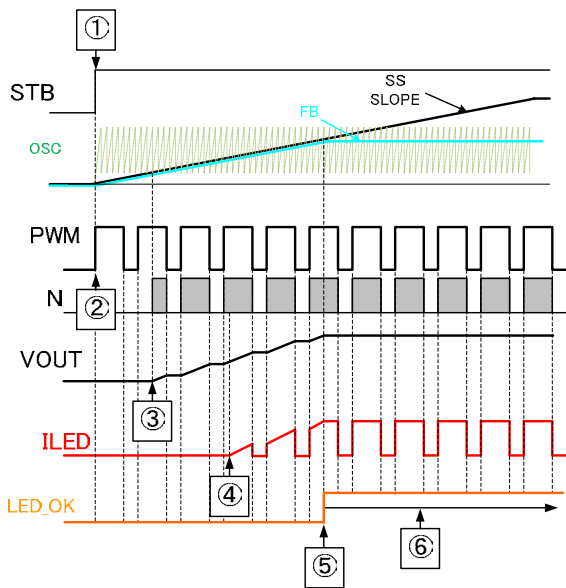 ①
STB
SS
SLOPE
FB
OSC
PWM
②
N
VOUT
③
ILED
④
LED_OK
⑤
⑥